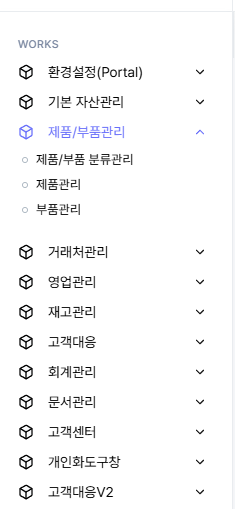 WORKS
환경설정(Portal)
기본 자산관리
제품/부품관리
제품/부품 분류관리
제품관리
부품관리
거래처관리
영업관리
재고관리
고객대응
회계관리
문서관리
고객센터
개인화도구창
고객대응V2